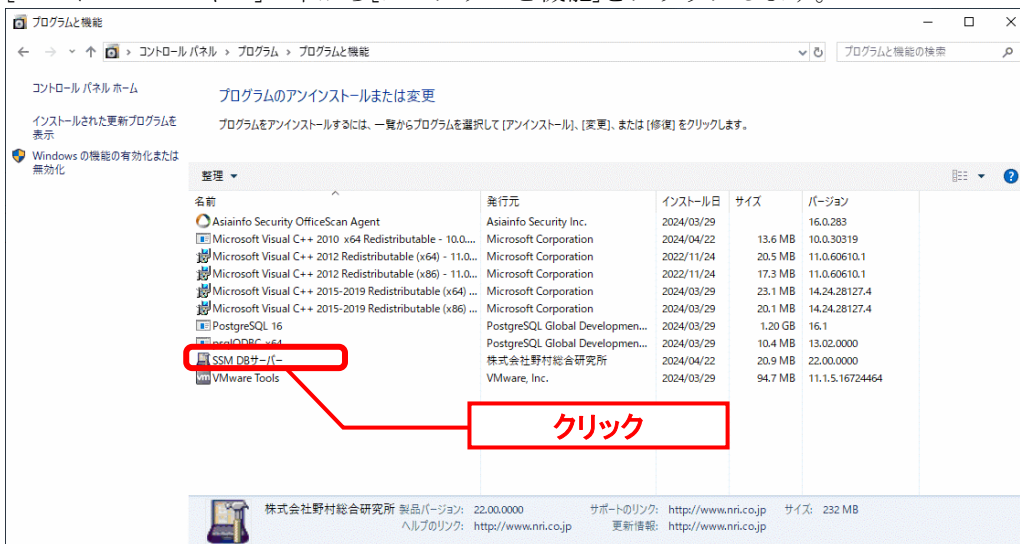 プログラムと機能
コントロール パネル › プログラム › プログラムと機能
プログラムと機能の検索
コントロール パネル ホーム
インストールされた更新プログラムを
表示
Windows の機能の有効化または
無効化
プログラムのアンインストールまたは変更
プログラムをアンインストールするには、一覧からプログラムを選択して [アンインストール]、[変更]、または [修復] をクリックします。
整理
名前 発行元 インストール日 サイズ バージョン
Asiainfo Security OfficeScan Agent Asiainfo Security Inc. 2024/03/29 16.0.283
Microsoft Visual C++ 2010 x64 Redistributable - 10.0... Microsoft Corporation 2024/04/22 13.6 MB 10.0.30319
Microsoft Visual C++ 2012 Redistributable (x64) - 11.0... Microsoft Corporation 2022/11/24 20.5 MB 11.0.60610.1
Microsoft Visual C++ 2012 Redistributable (x86) - 11.0... Microsoft Corporation 2022/11/24 17.3 MB 11.0.60610.1
Microsoft Visual C++ 2015-2019 Redistributable (x64) ... Microsoft Corporation 2024/03/29 23.1 MB 14.24.28127.4
Microsoft Visual C++ 2015-2019 Redistributable (x86) ... Microsoft Corporation 2024/03/29 20.1 MB 14.24.28127.4
PostgreSQL 16 PostgreSQL Global Developmen... 2024/03/29 1.20 GB 16.1
psqlODBC x64 PostgreSQL Global Developmen... 2024/03/29 10.4 MB 13.02.0000
SSM DBサーバー 株式会社野村総合研究所 2024/04/22 20.9 MB 22.00.0000
VMware Tools VMware, Inc. 2024/03/29 94.7 MB 11.1.5.16724464
クリック
株式会社野村総合研究所 製品バージョン: 22.00.0000 サポートのリンク: http://www.nri.co.jp サイズ: 232 MB
ヘルプのリンク: http://www.nri.co.jp 更新情報: http://www.nri.co.jp